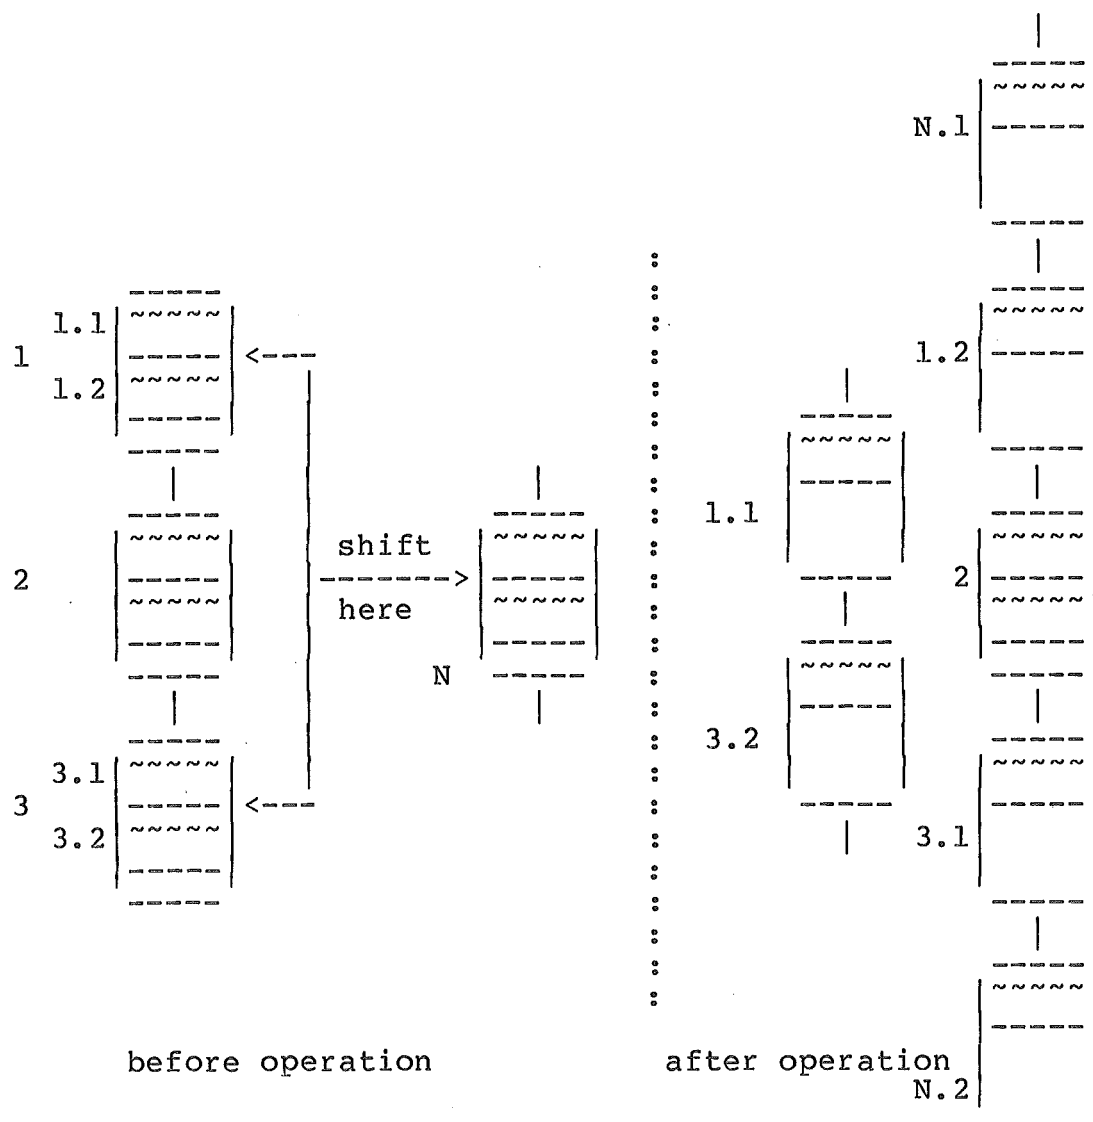 N.1
1.1
1
1.2
1.2
1.1
shift
2
2
here
N
3.2
3.1
3
3.2
3.1
before operation
after operation
N.2